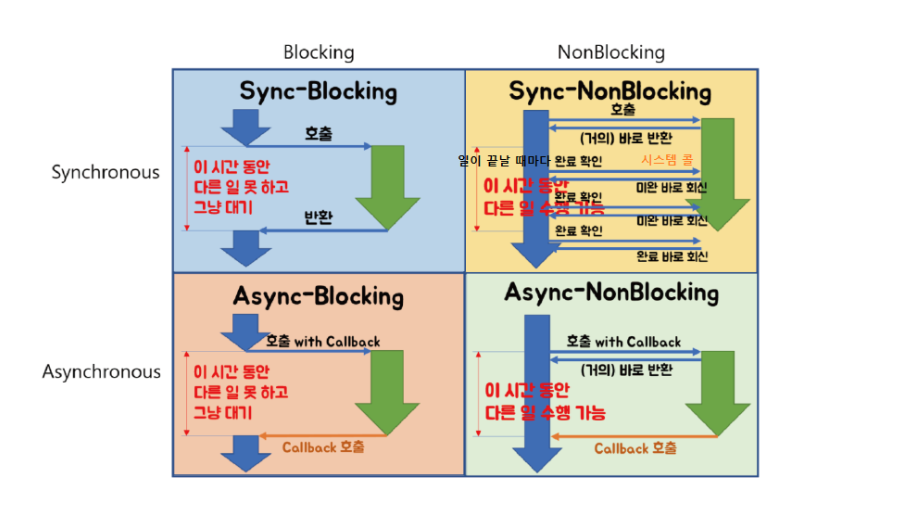 Blocking
NonBlocking
Synchronous
Sync-Blocking
호출
이 시간 동안
다른 일 못 하고
그냥 대기
반환
Sync-NonBlocking
호출
(거의) 바로 반환
일이 끝날 때마다 완료 확인
시스템 콜
이 시간 동안
다른 일 수행 가능
미완 바로 회신
완료 확인
미완 바로 회신
완료 확인
완료 바로 회신
Asynchronous
Async-Blocking
호출 with Callback
이 시간 동안
다른 일 못 하고
그냥 대기
Callback 호출
Async-NonBlocking
호출 with Callback
(거의) 바로 반환
이 시간 동안
다른 일 수행 가능
Callback 호출